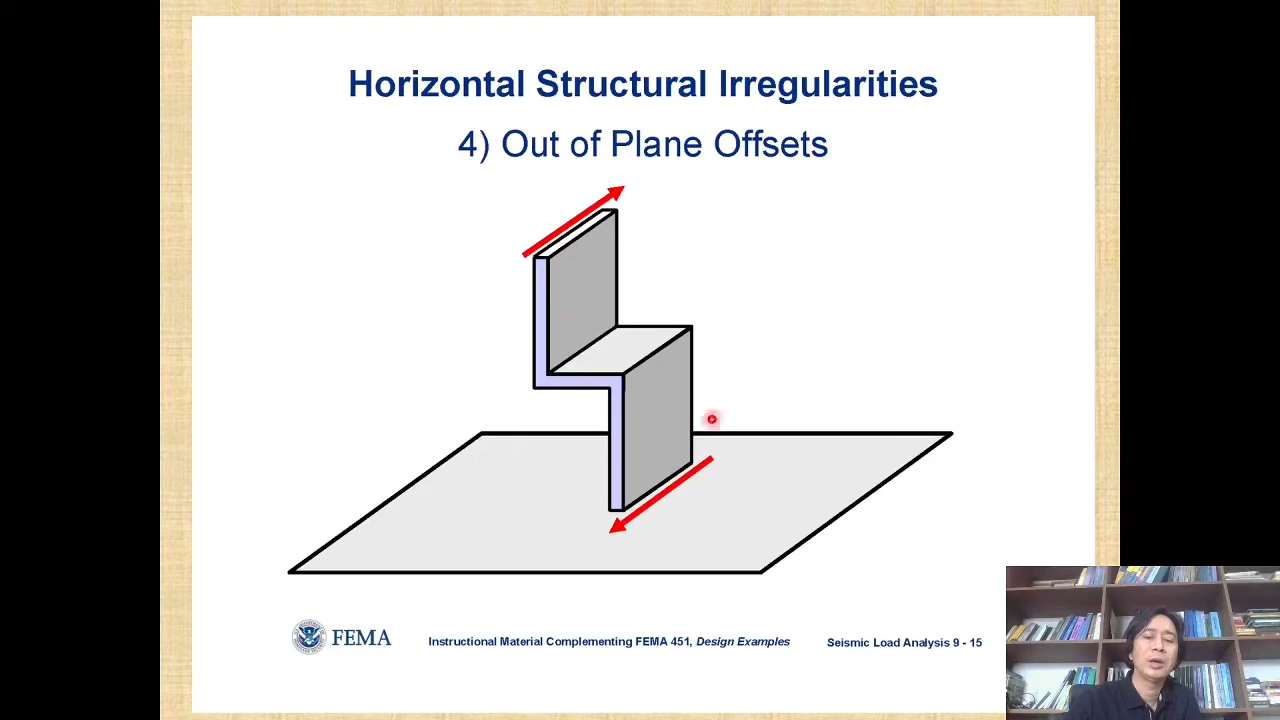 Horizontal Structural Irregularities
4) Out of Plane Offsets
FEMA
Instructional Material Complementing FEMA 451, Design Examples
Seismic Load Analysis 9 - 15